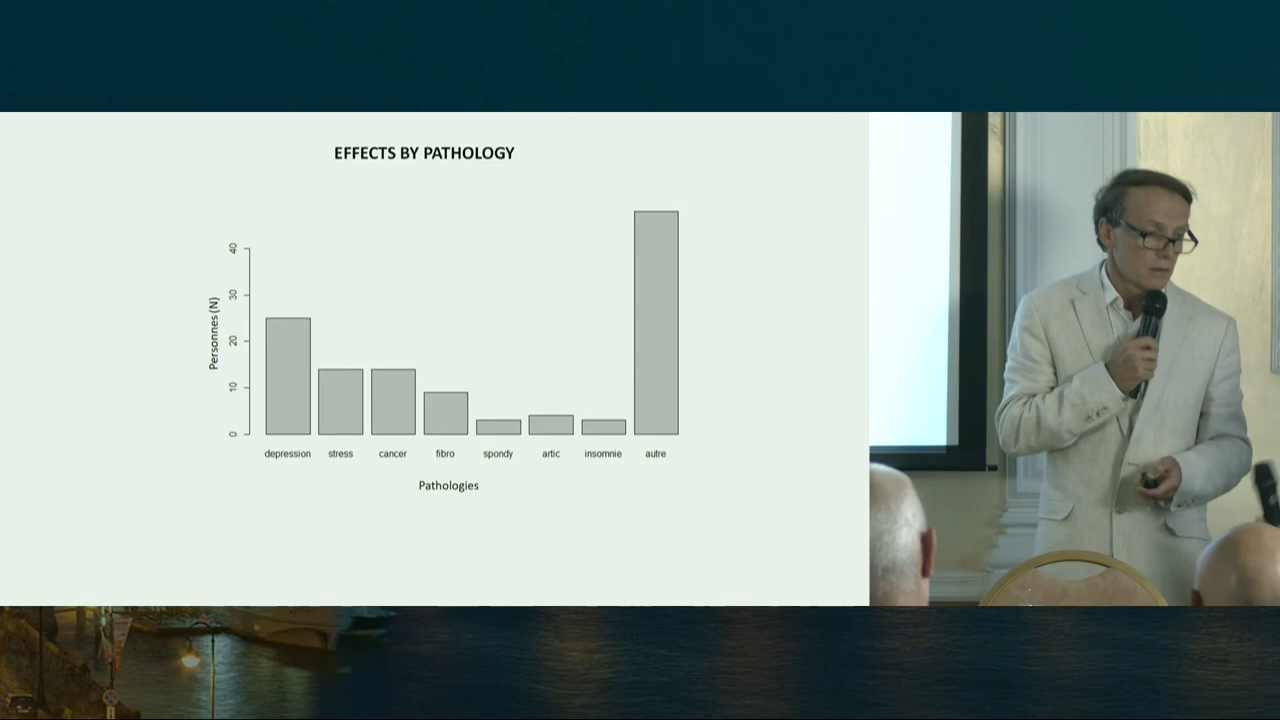 EFFECTS BY PATHOLOGY
Personnes (N)
40
30
20
10
0
depression stress cancer fibro spondy artic insomnie autre
Pathologies